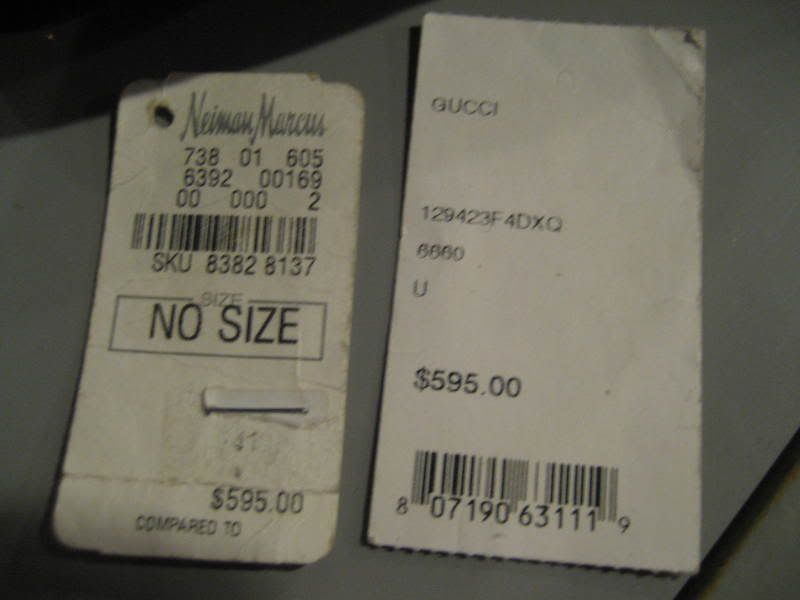 Neiman Marcus
738 01 605
6392 00169
00 000 2
SKU 8382 8137
SIZE
NO SIZE
$595.00
COMPARED TO
GUCCI
129423F4DXQ
6660
U
$595.00
8 07190 63111 9